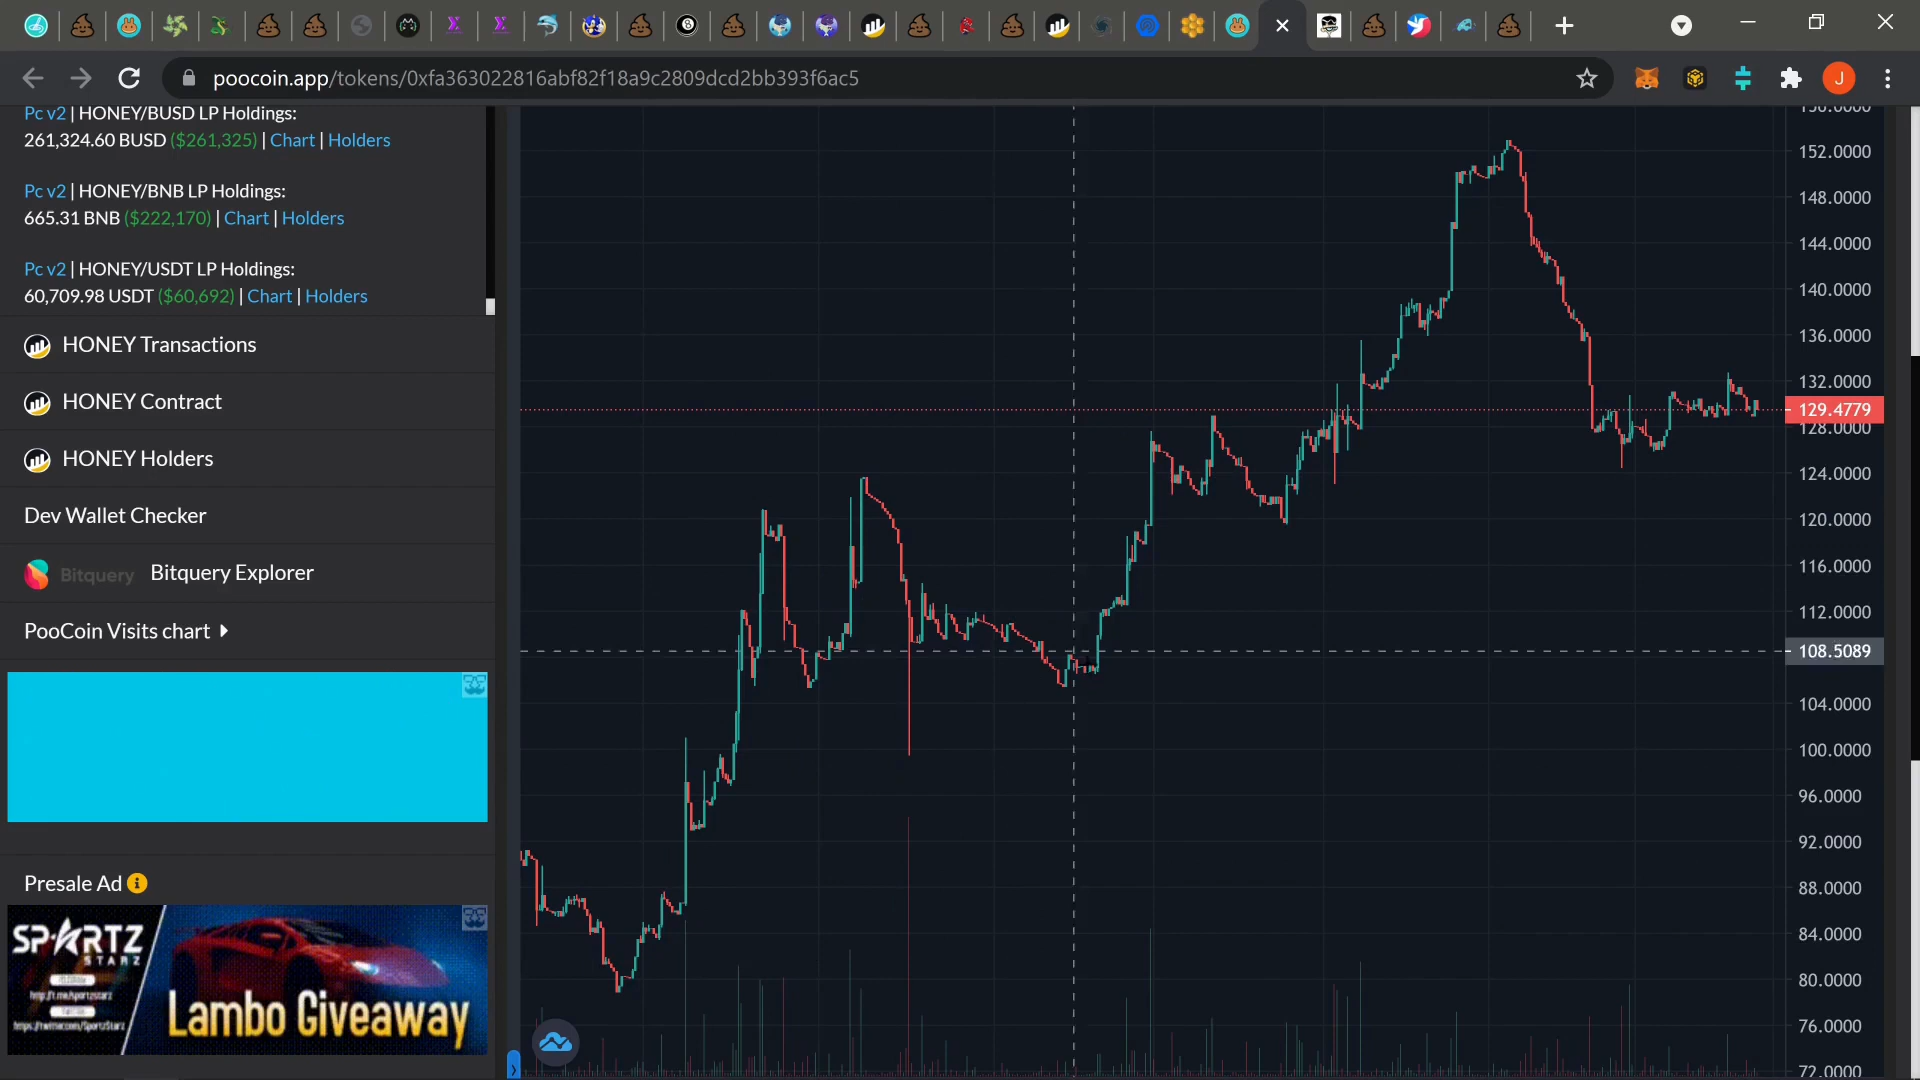 poocoin.app/tokens/0xfa363022816abf82f18a9c2809dcd2bb393f6ac5
J
Pc v2 | HONEY/BUSD LP Holdings:
261,324.60 BUSD ($261,325) | Chart | Holders
Pc v2 | HONEY/BNB LP Holdings:
665.31 BNB ($222,170) | Chart | Holders
Pc v2 | HONEY/USDT LP Holdings:
60,709.98 USDT ($60,692) | Chart | Holders
HONEY Transactions
HONEY Contract
HONEY Holders
Dev Wallet Checker
Bitquery Bitquery Explorer
PooCoin Visits chart
Presale Ad
SPARTZ
STARZ
Lambo Giveaway
156.0000
152.0000
148.0000
144.0000
140.0000
136.0000
132.0000
129.4779
128.0000
124.0000
120.0000
116.0000
112.0000
108.5089
104.0000
100.0000
96.0000
92.0000
88.0000
84.0000
80.0000
76.0000
72.0000